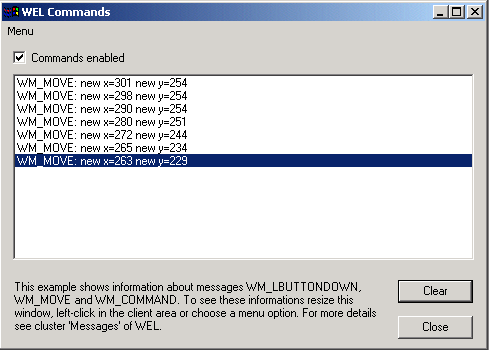 WEL Commands
Menu
Commands enabled
WM_MOVE: new x=301 new y=254
WM_MOVE: new x=298 new y=254
WM_MOVE: new x=290 new y=254
WM_MOVE: new x=280 new y=251
WM_MOVE: new x=272 new y=244
WM_MOVE: new x=265 new y=234
WM_MOVE: new x=263 new y=229
This example shows information about messages WM_LBUTTONDOWN,
WM_MOVE and WM_COMMAND. To see these informations resize this
window, left-click in the client area or choose a menu option. For more details
see cluster 'Messages' of WEL.
Clear
Close